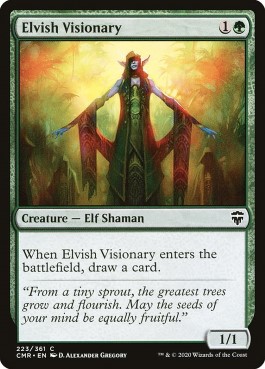 Elvish Visionary 1
Creature — Elf Shaman
When Elvish Visionary enters the
battlefield, draw a card.
“From a tiny sprout, the greatest trees
grow and flourish. May the seeds of
your mind be equally fruitful.”
1/1
223/361 C
CMR • EN D. Alexander Gregory ™ & © 2020 Wizards of the Coast